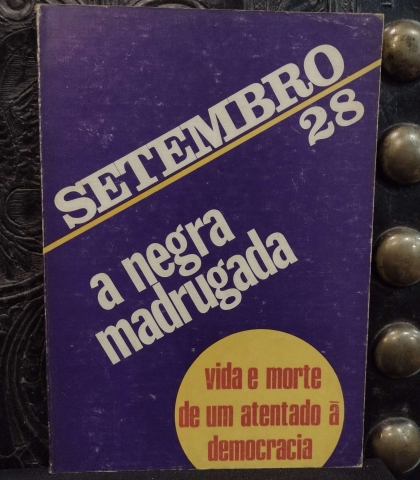 SETEMBRO
28
a negra
madrugada
vida e morte
de um atentado à
democracia